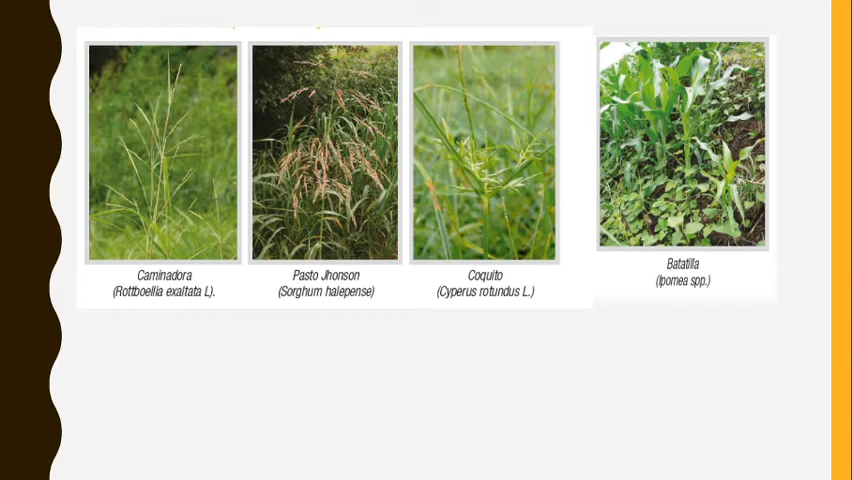 Caminadora
(Rottboellia exaltata L).
Pasto Jhonson
(Sorghum halepense)
Coquito
(Cyperus rotundus L.)
Batatilla
(Ipomea spp.)